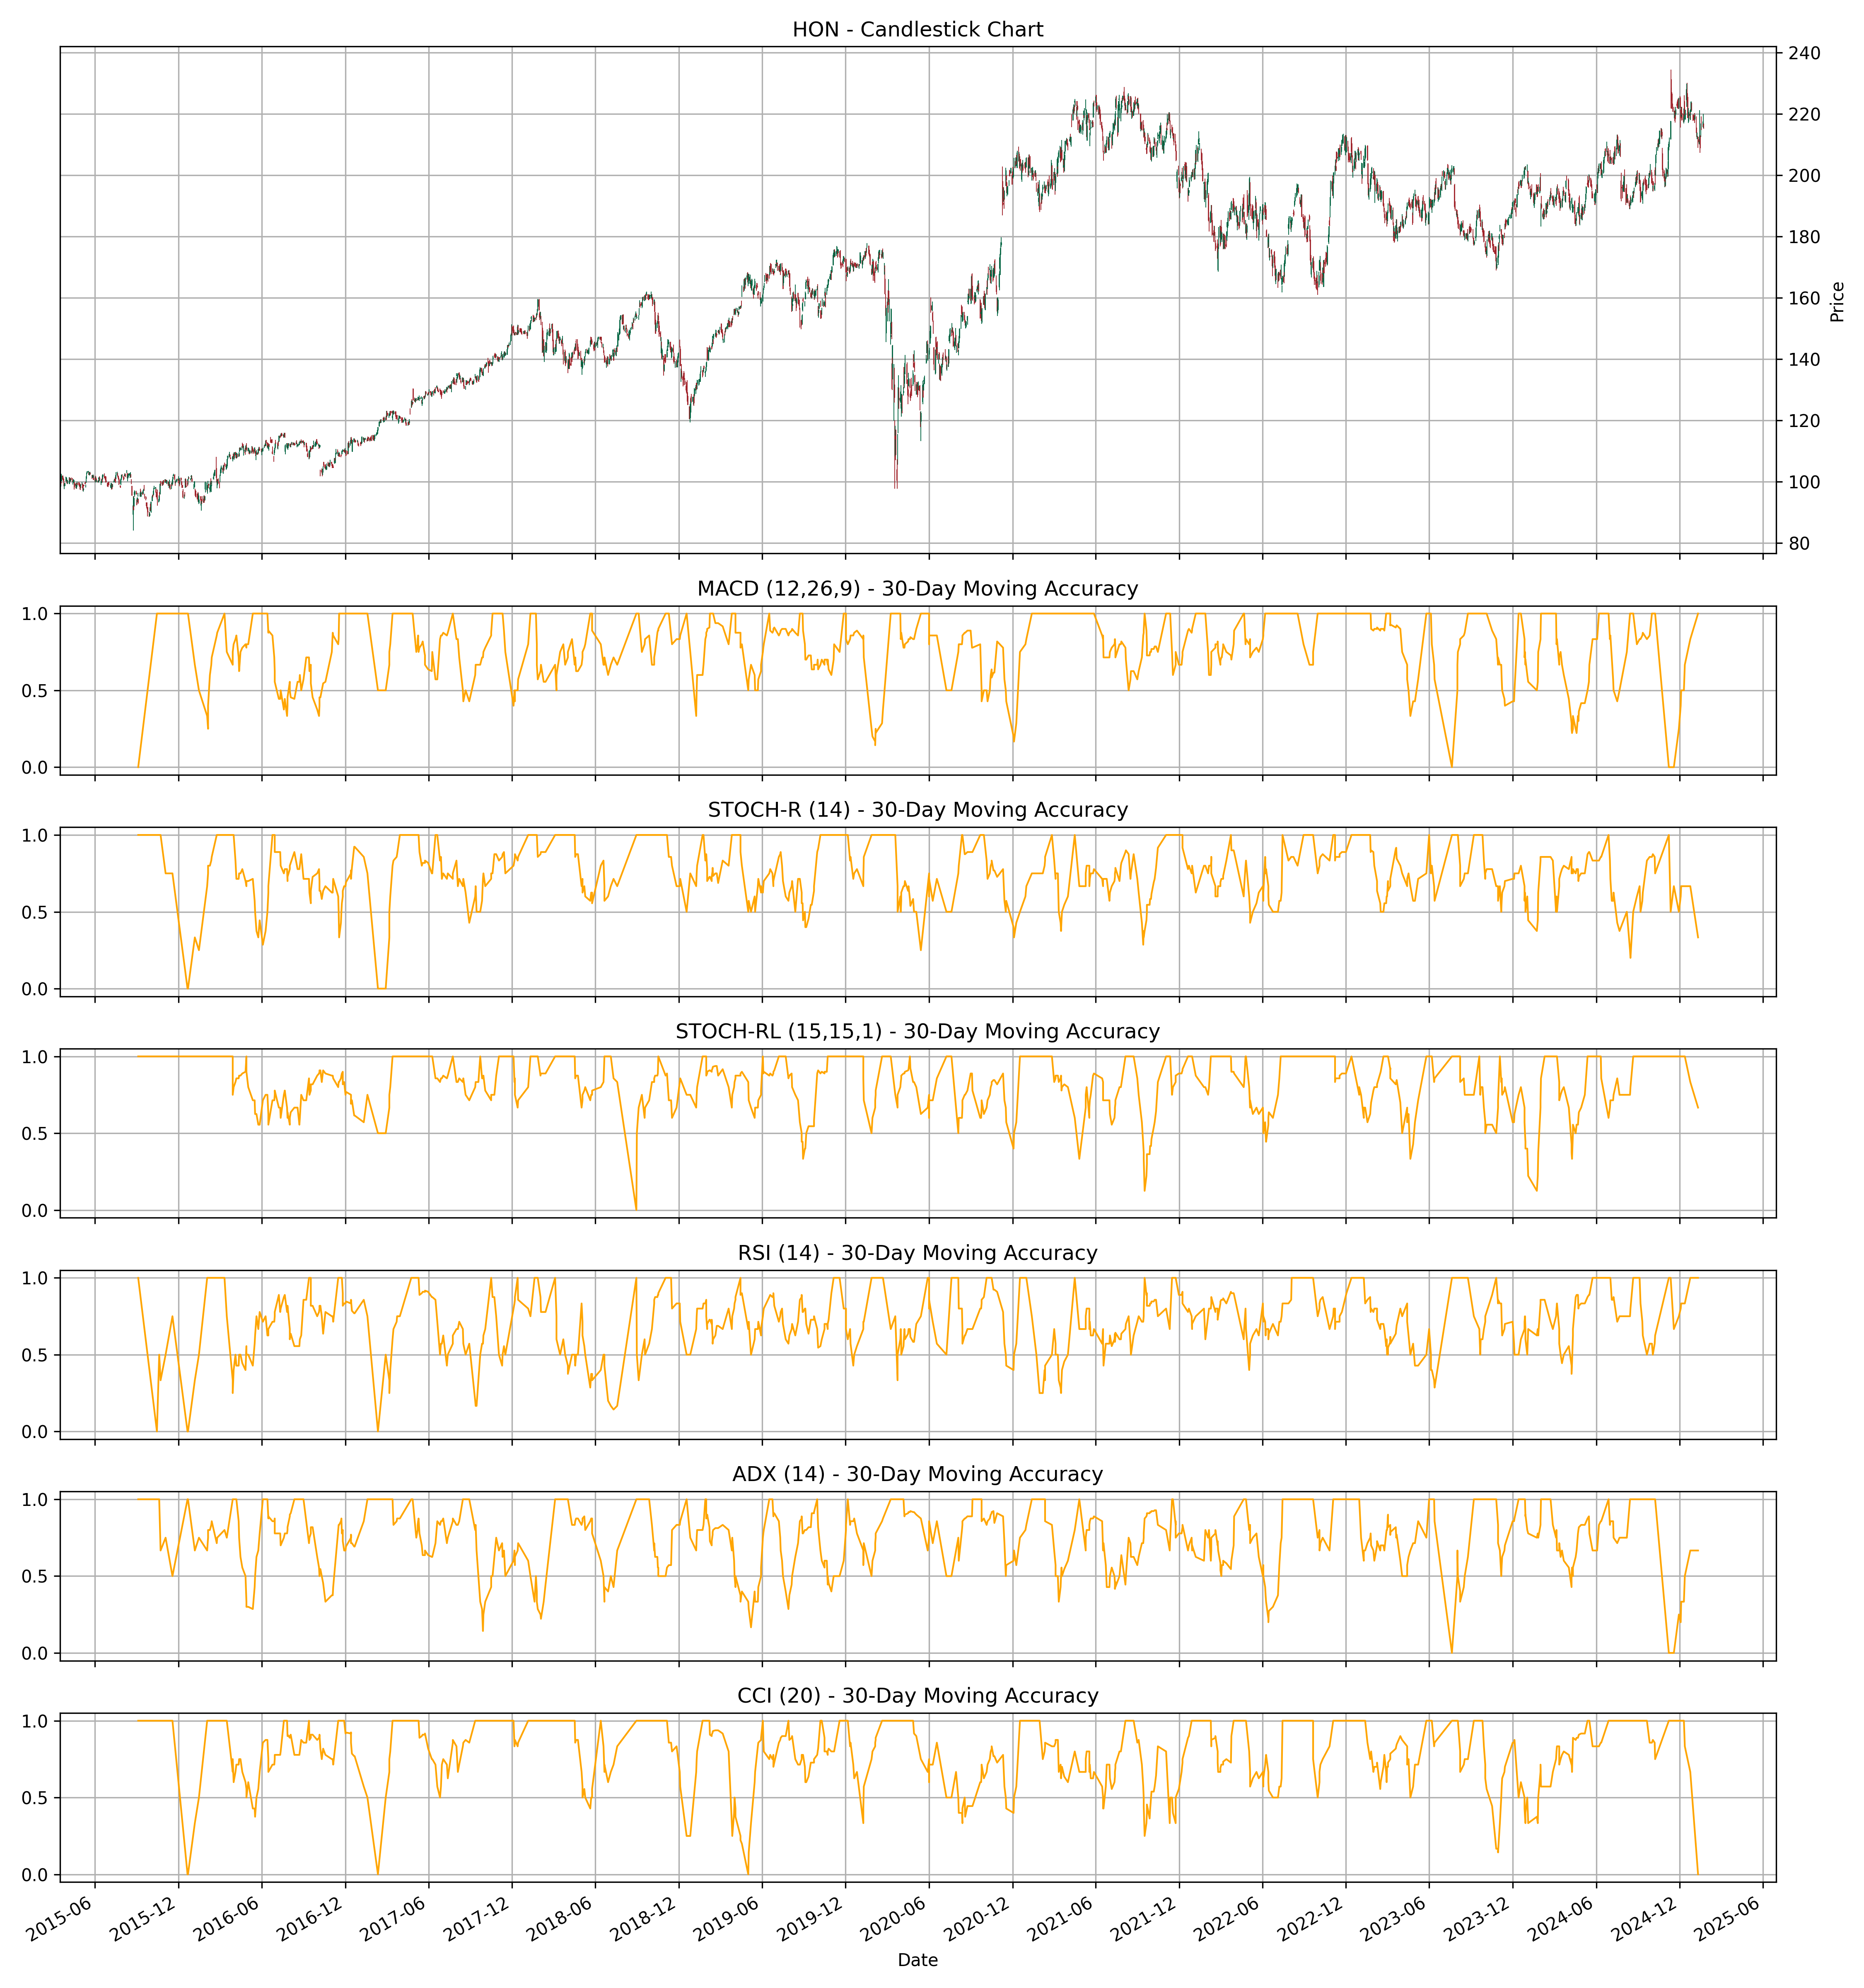 HON - Candlestick Chart
240
220
200
180
160
140
120
100
80
Price
MACD (12,26,9) - 30-Day Moving Accuracy
1.0
0.5
0.0
STOCH-R (14) - 30-Day Moving Accuracy
1.0
0.5
0.0
STOCH-RL (15,15,1) - 30-Day Moving Accuracy
1.0
0.5
0.0
RSI (14) - 30-Day Moving Accuracy
1.0
0.5
0.0
ADX (14) - 30-Day Moving Accuracy
1.0
0.5
0.0
CCI (20) - 30-Day Moving Accuracy
1.0
0.5
0.0
2015-06 2015-12 2016-06 2016-12 2017-06 2017-12 2018-06 2018-12 2019-06 2019-12 2020-06 2020-12 2021-06 2021-12 2022-06 2022-12 2023-06 2023-12 2024-06 2024-12 2025-06
Date